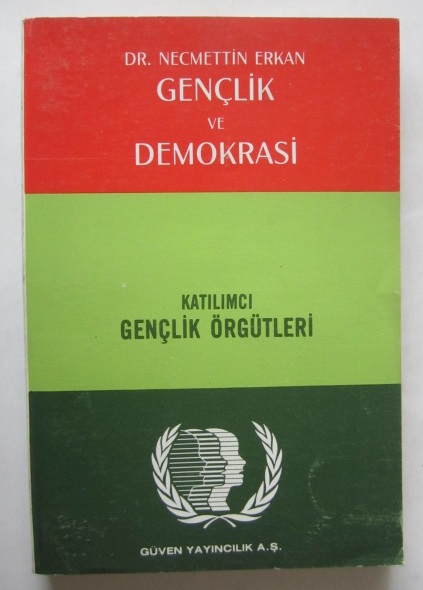 DR. NECMETTİN ERKAN
GENÇLİK
VE
DEMOKRASİ
KATILIMCI
GENÇLİK ÖRGÜTLERİ
GÜVEN YAYINCILIK A.Ş.